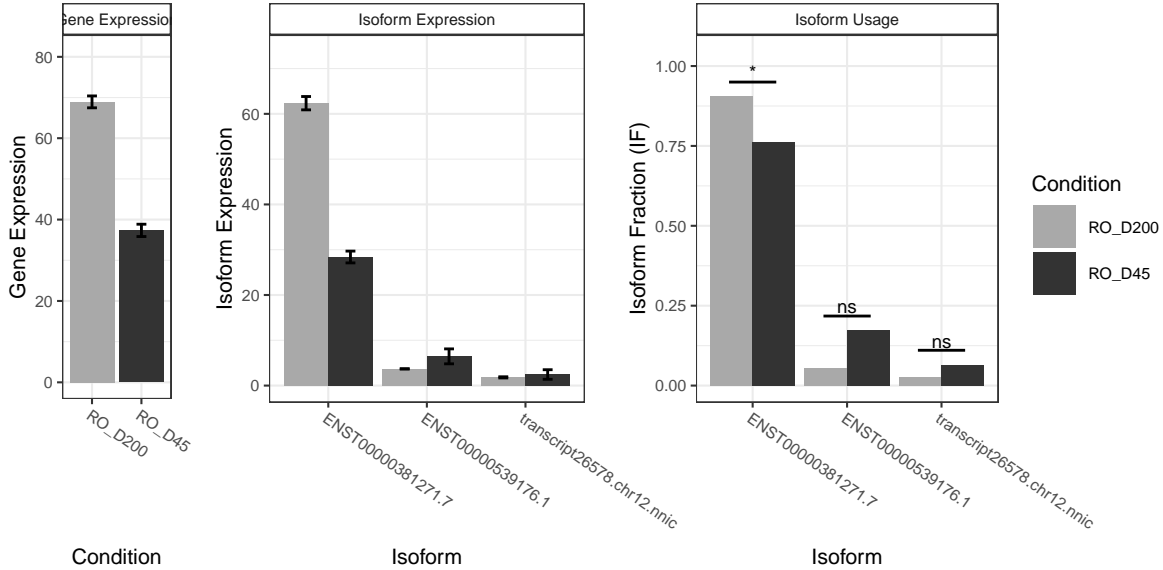 Gene Expression
Isoform Expression
Isoform Usage
Gene Expression
80
60
40
20
0
RO_D200
RO_D45
Condition
Isoform Expression
60
40
20
0
ENST00000381271.7
ENST00000539176.1
transcript26578.chr12.nnic
Isoform
Isoform Fraction (IF)
1.00
0.75
0.50
0.25
0.00
*
ns
ns
ENST00000381271.7
ENST00000539176.1
transcript26578.chr12.nnic
Isoform
Condition
RO_D200
RO_D45